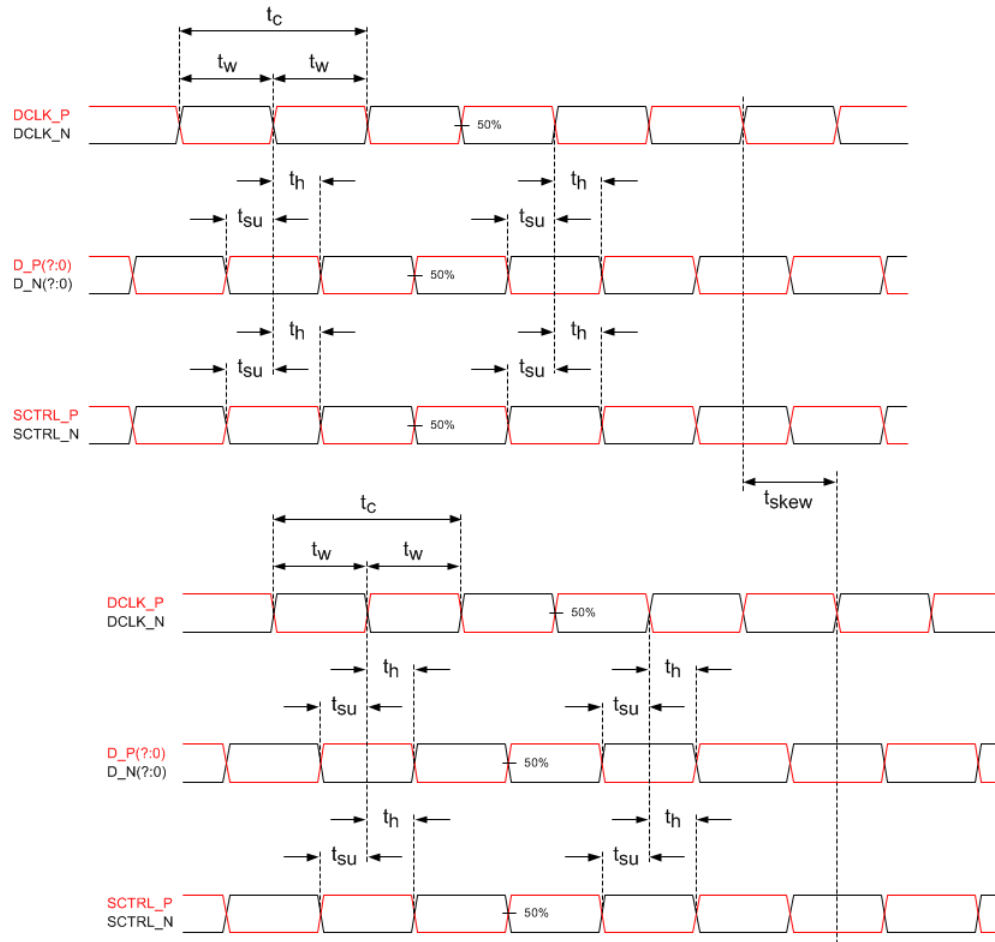 tc
tw tw
DCLK_P
DCLK_N
50%
th th
tsu tsu
D_P(?:0)
D_N(?:0)
50%
th th
tsu tsu
SCTRL_P
SCTRL_N
50%
tskew
tc
tw tw
DCLK_P
DCLK_N
50%
th th
tsu tsu
D_P(?:0)
D_N(?:0)
50%
th th
tsu tsu
SCTRL_P
SCTRL_N
50%